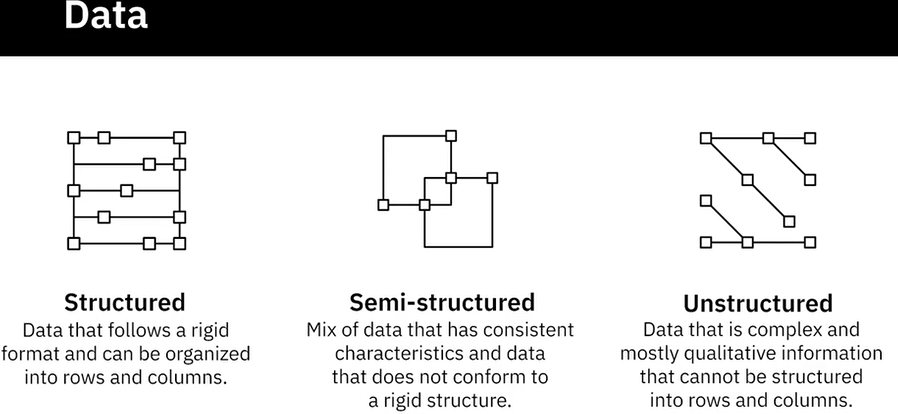 Data
Structured
Data that follows a rigid
format and can be organized
into rows and columns.
Semi-structured
Mix of data that has consistent
characteristics and data
that does not conform to
a rigid structure.
Unstructured
Data that is complex and
mostly qualitative information
that cannot be structured
into rows and columns.